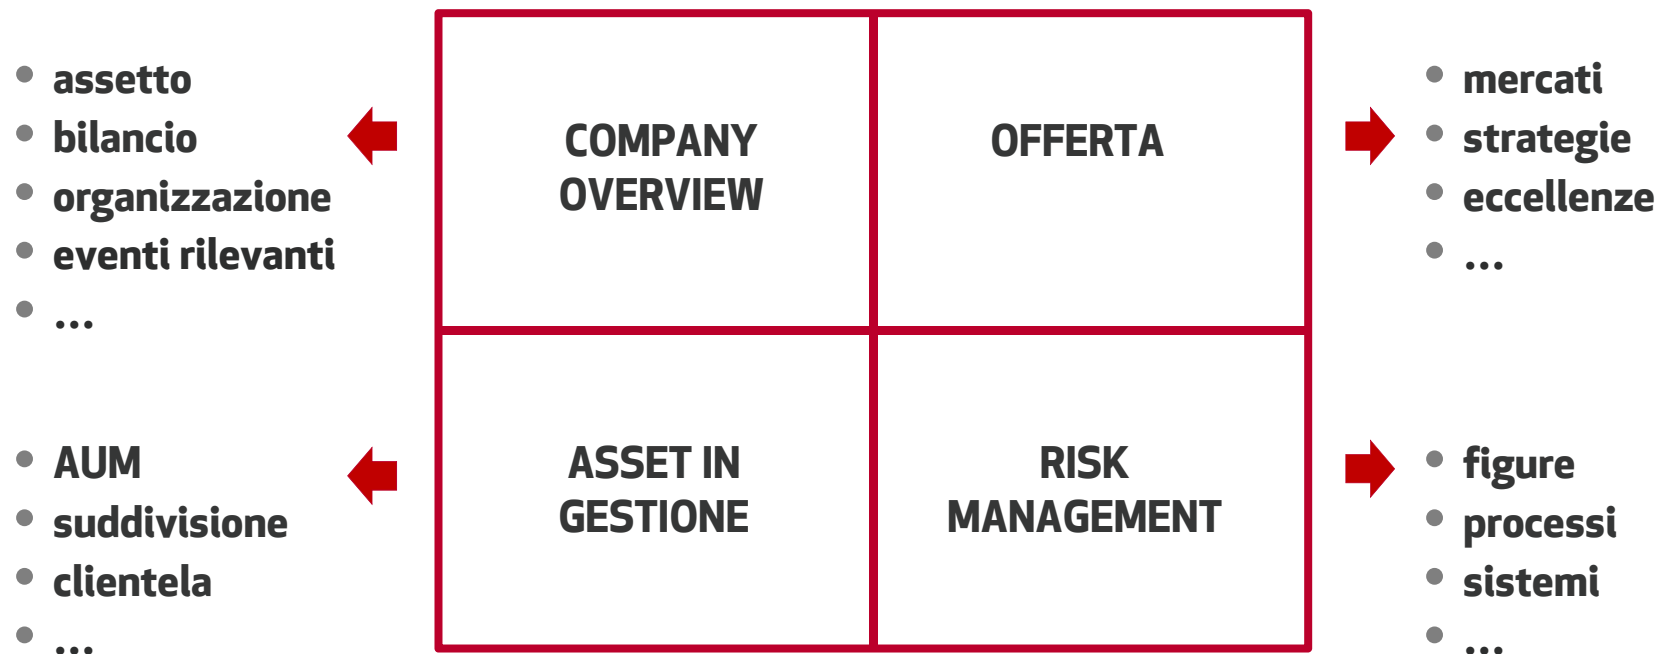 • assetto
• bilancio
• organizzazione
• eventi rilevanti
• ...
COMPANY
OVERVIEW
OFFERTA
• mercati
• strategie
• eccellenze
• ...
• AUM
• suddivisione
• clientela
• ...
ASSET IN
GESTIONE
RISK
MANAGEMENT
• figure
• processi
• sistemi
• ...